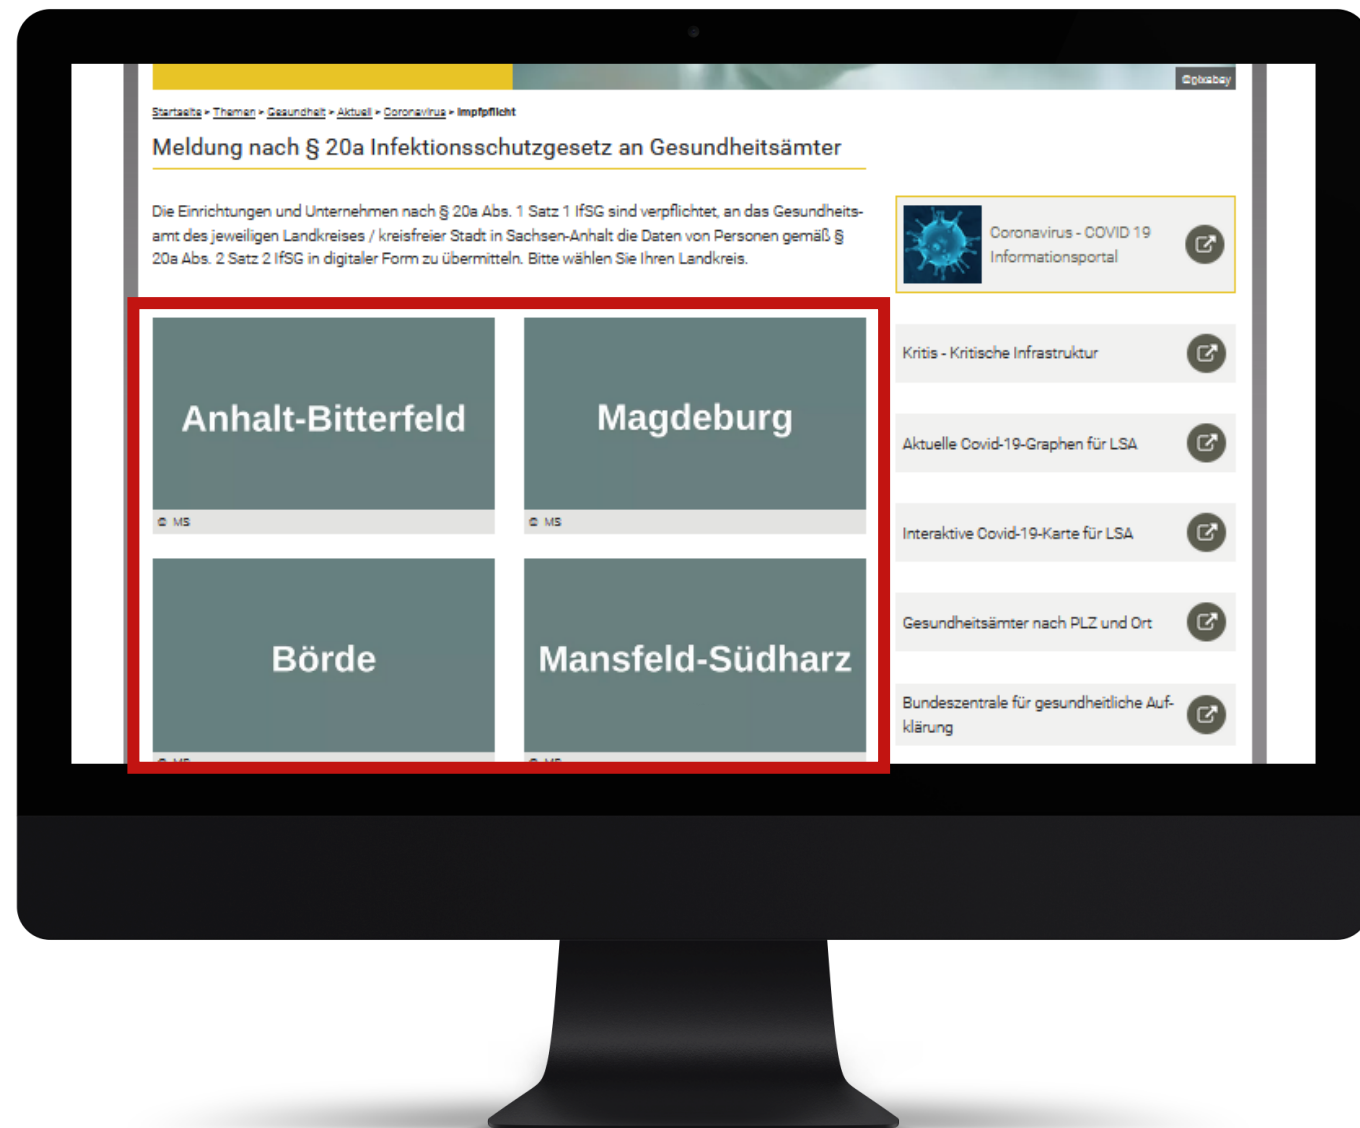 ©pixabay
Startseite ▸ Themen ▸ Gesundheit ▸ Aktuell ▸ Coronavirus ▸ Impfpflicht
Meldung nach § 20a Infektionsschutzgesetz an Gesundheitsämter
Die Einrichtungen und Unternehmen nach § 20a Abs. 1 Satz 1 IfSG sind verpflichtet, an das Gesundheits-
amt des jeweiligen Landkreises / kreisfreier Stadt in Sachsen-Anhalt die Daten von Personen gemäß §
20a Abs. 2 Satz 2 IfSG in digitaler Form zu übermitteln. Bitte wählen Sie Ihren Landkreis.
Anhalt-Bitterfeld
© MS
Magdeburg
© MS
Börde
© MS
Mansfeld-Südharz
© MS
Coronavirus - COVID 19
Informationsportal
Kritis - Kritische Infrastruktur
Aktuelle Covid-19-Graphen für LSA
Interaktive Covid-19-Karte für LSA
Gesundheitsämter nach PLZ und Ort
Bundeszentrale für gesundheitliche Auf-
klärung